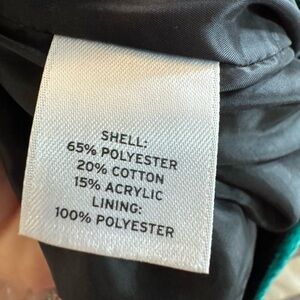 SHELL:
65% POLYESTER
20% COTTON
15% ACRYLIC
LINING:
100% POLYESTER